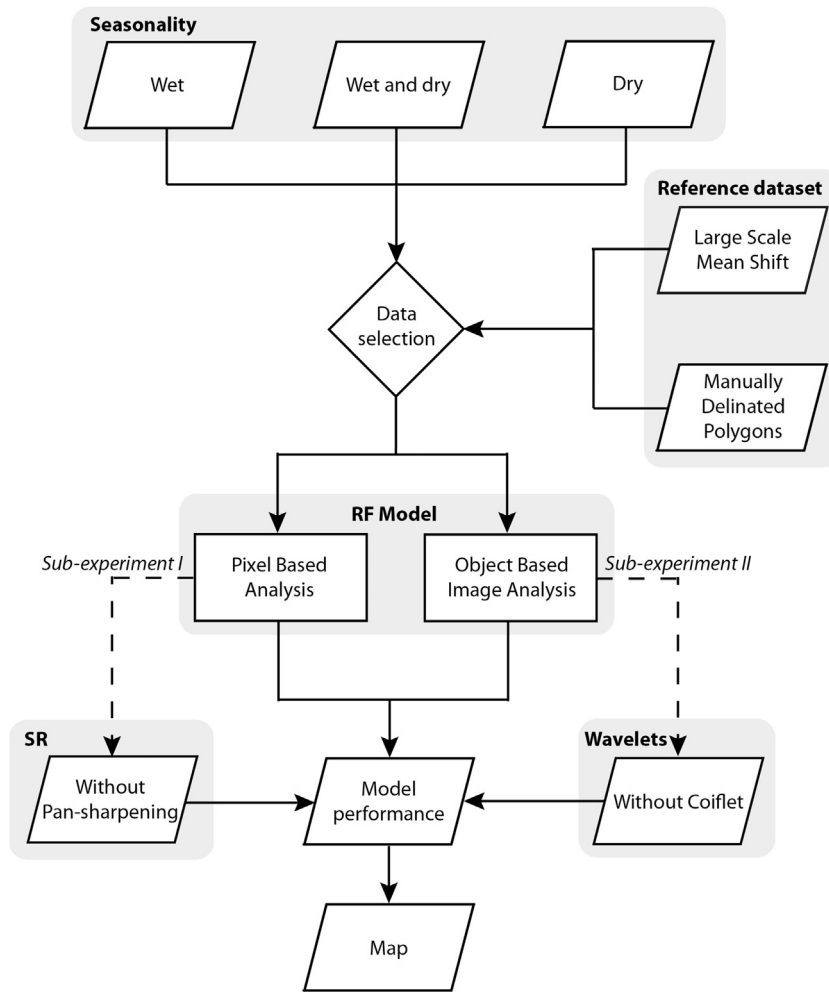 Seasonality
Wet
Wet and dry
Dry
Reference dataset
Large Scale
Mean Shift
Data
selection
Manually
Delinated
Polygons
RF Model
Sub-experiment I
Pixel Based
Analysis
Object Based
Image Analysis
Sub-experiment II
SR
Without
Pan-sharpening
Model
performance
Wavelets
Without Coiflet
Map